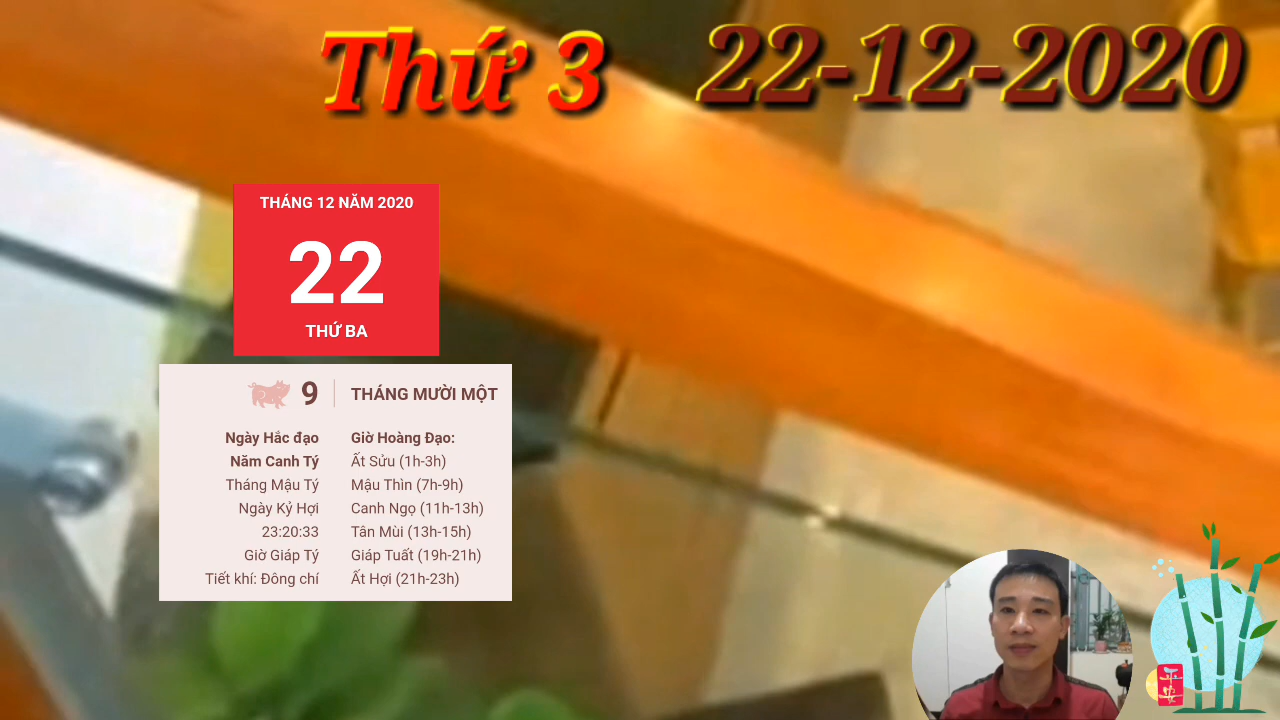 Thứ 3 22-12-2020
THÁNG 12 NĂM 2020
22
THỨ BA
9 THÁNG MƯỜI MỘT
Ngày Hắc đạo Giờ Hoàng Đạo:
Năm Canh Tý Ất Sửu (1h-3h)
Tháng Mậu Tý Mậu Thìn (7h-9h)
Ngày Kỷ Hợi Canh Ngọ (11h-13h)
23:20:33 Tân Mùi (13h-15h)
Giờ Giáp Tý Giáp Tuất (19h-21h)
Tiết khí: Đông chí Ất Hợi (21h-23h)
平安